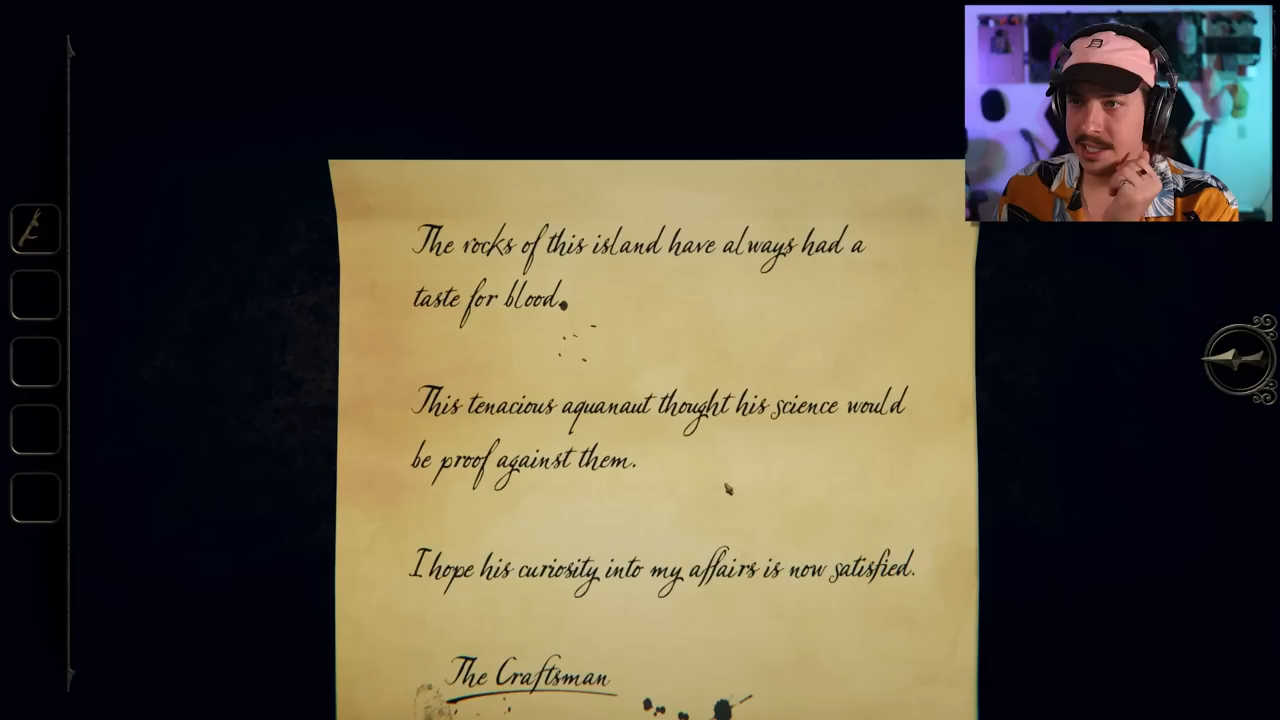 The rocks of this island have always had a
taste for blood.
This tenacious aquanaut thought his science would
be proof against them.
I hope his curiosity into my affairs is now satisfied.
The Craftsman